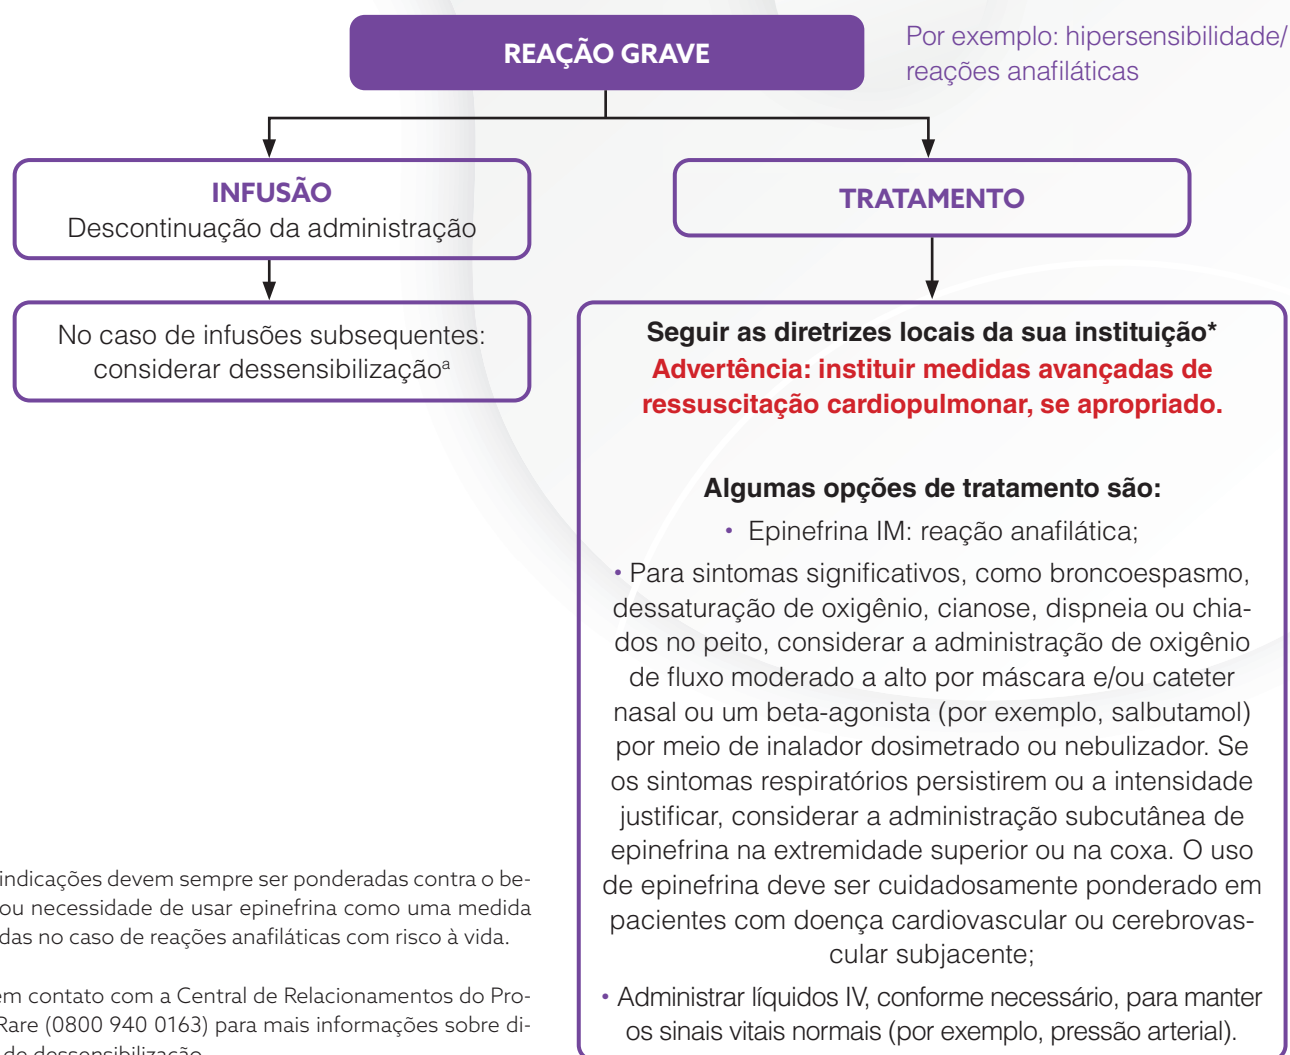 REAÇÃO GRAVE
Por exemplo: hipersensibilidade/
reações anafiláticas
INFUSÃO
Descontinuação da administração
No caso de infusões subsequentes:
considerar dessensibilizaçãoª
TRATAMENTO
Seguir as diretrizes locais da sua instituição*
Advertência: instituir medidas avançadas de
ressuscitação cardiopulmonar, se apropriado.
Algumas opções de tratamento são:
• Epinefrina IM: reação anafilática;
• Para sintomas significativos, como broncoespasmo,
dessaturação de oxigênio, cianose, dispneia ou chia-
dos no peito, considerar a administração de oxigênio
de fluxo moderado a alto por máscara e/ou cateter
nasal ou um beta-agonista (por exemplo, salbutamol)
por meio de inalador dosimetrado ou nebulizador. Se
os sintomas respiratórios persistirem ou a intensidade
justificar, considerar a administração subcutânea de
epinefrina na extremidade superior ou na coxa. O uso
de epinefrina deve ser cuidadosamente ponderado em
pacientes com doença cardiovascular ou cerebrovas-
cular subjacente;
• Administrar líquidos IV, conforme necessário, para manter
os sinais vitais normais (por exemplo, pressão arterial).
indicações devem sempre ser ponderadas contra o be-
ou necessidade de usar epinefrina como uma medida
das no caso de reações anafiláticas com risco à vida.
em contato com a Central de Relacionamentos do Pro-
Rare (0800 940 0163) para mais informações sobre di-
de dessensibilização